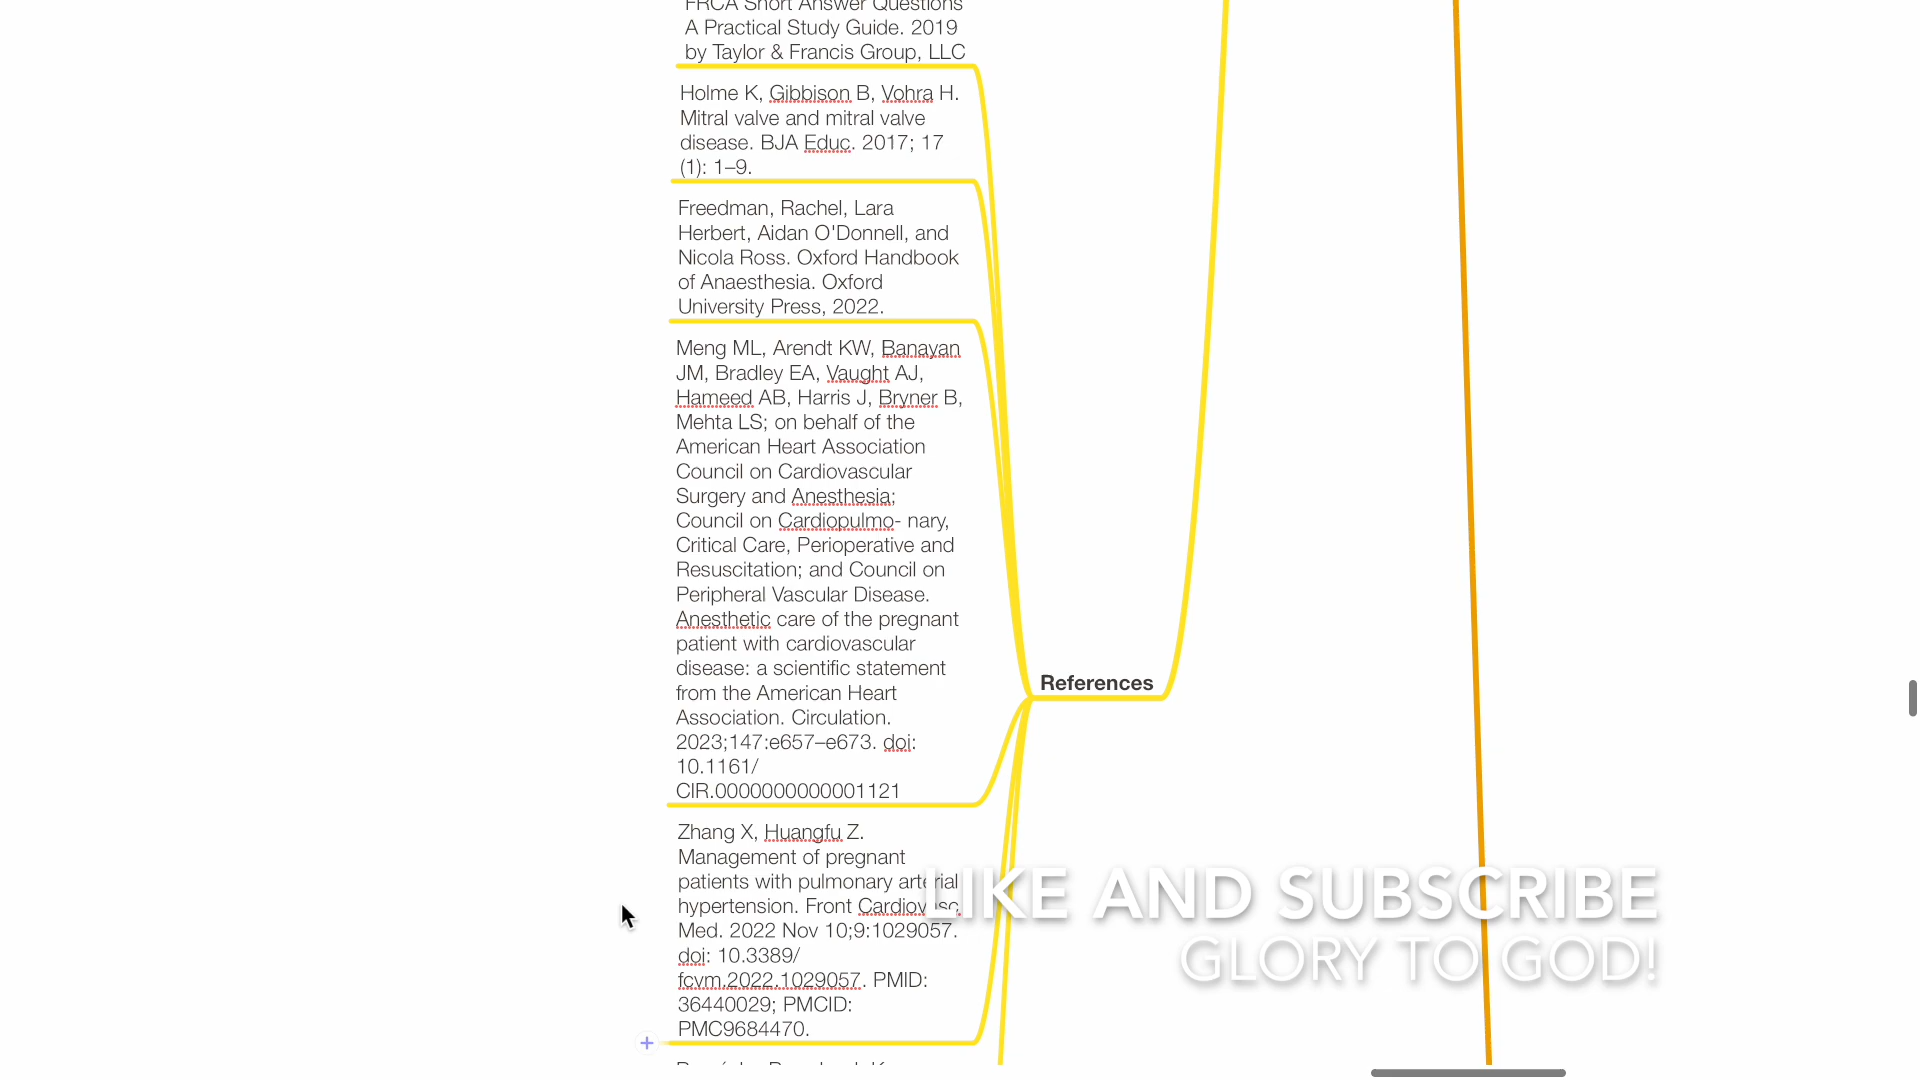 FRCA Short Answer Questions
A Practical Study Guide. 2019
by Taylor & Francis Group, LLC
Holme K, Gibbison B, Vohra H.
Mitral valve and mitral valve
disease. BJA Educ. 2017; 17
(1): 1–9.
Freedman, Rachel, Lara
Herbert, Aidan O'Donnell, and
Nicola Ross. Oxford Handbook
of Anaesthesia. Oxford
University Press, 2022.
Meng ML, Arendt KW, Banayan
JM, Bradley EA, Vaught AJ,
Hameed AB, Harris J, Bryner B,
Mehta LS; on behalf of the
American Heart Association
Council on Cardiovascular
Surgery and Anesthesia;
Council on Cardiopulmo- nary,
Critical Care, Perioperative and
Resuscitation; and Council on
Peripheral Vascular Disease.
Anesthetic care of the pregnant
patient with cardiovascular
disease: a scientific statement
from the American Heart
Association. Circulation.
2023;147:e657–e673. doi:
10.1161/
CIR.0000000000001121
Zhang X, Huangfu Z.
Management of pregnant
patients with pulmonary arterial
hypertension. Front Cardiovasc
Med. 2022 Nov 10;9:1029057.
doi: 10.3389/
fcvm.2022.1029057. PMID:
36440029; PMCID:
PMC9684470.
References
LIKE AND SUBSCRIBE
GLORY TO GOD!